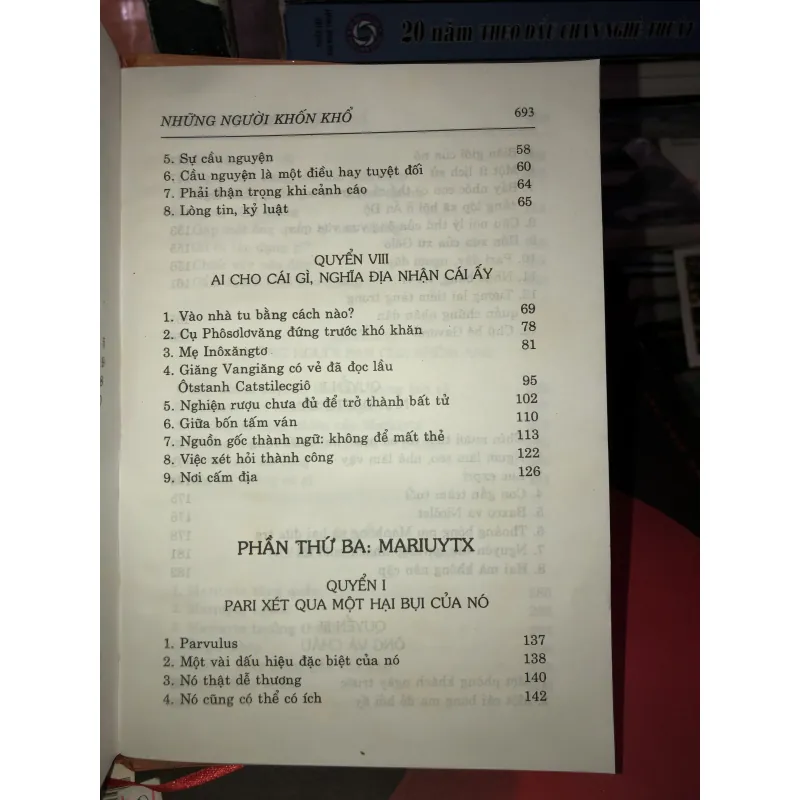 20 năm THEO DẤU CHÂN NGHỆ THUẬT
NHỮNG NGƯỜI KHỐN KHỔ 693
5. Sự cầu nguyện 58
6. Cầu nguyện là một điều hay tuyệt đối 60
7. Phải thận trọng khi cảnh cáo 64
8. Lòng tin, kỷ luật 65
QUYỂN VIII
AI CHO CÁI GÌ, NGHĨA ĐỊA NHẬN CÁI ẤY
1. Vào nhà tu bằng cách nào? 69
2. Cụ Phôsolơvăng đứng trước khó khăn 78
3. Mẹ Inôxăngtơ 81
4. Giăng Vangiăng có vẻ đã đọc lầu
Ôtstanh Catstilecgiô 95
5. Nghiện rượu chưa đủ để trở thành bất tử 102
6. Giữa bốn tấm ván 110
7. Nguồn gốc thành ngữ: không để mất thẻ 113
8. Việc xét hỏi thành công 122
9. Nơi cấm địa 126
PHẦN THỨ BA: MARIUYTX
QUYỂN I
PARI XÉT QUA MỘT HẠI BỤI CỦA NÓ
1. Parvulus 137
2. Một vài dấu hiệu đặc biệt của nó 138
3. Nó thật dễ thương 140
4. Nó cũng có thể có ích 142